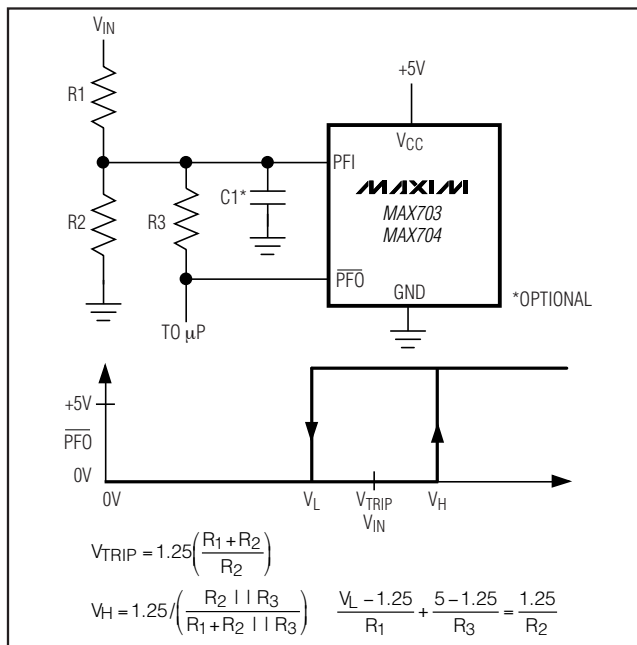 VIN
R1
+5V
VCC
PFI
C1*
MAXIM
R2
R3
MAX703
MAX704
P̅F̅O̅
GND
*OPTIONAL
TO μP
+5V
P̅F̅O̅
0V
0V VL VTRIP VH
VIN
VTRIP = 1.25((R1+R2)/R2)
VH = 1.25/((R2 | | R3)/(R1+R2 | | R3)) (VL – 1.25)/R1 + (5 – 1.25)/R3 = 1.25/R2